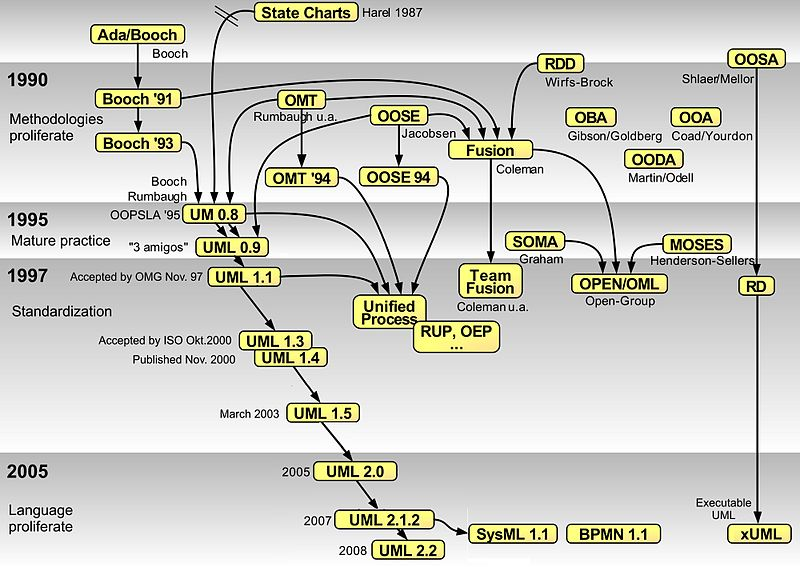 State Charts
Harel 1987
Ada/Booch
Booch
1990
Methodologies
proliferate
RDD
Wirfs-Brock
OOSA
Shlaer/Mellor
Booch '91
OMT
Rumbaugh u.a.
OOSE
Jacobsen
OBA
Gibson/Goldberg
OOA
Coad/Yourdon
Booch '93
Fusion
Coleman
OODA
Martin/Odell
OMT '94
OOSE 94
Booch
Rumbaugh
1995
Mature practice
OOPSLA '95
UM 0.8
"3 amigos"
UML 0.9
SOMA
Graham
MOSES
Henderson-Sellers
1997
Standardization
Accepted by OMG Nov. 97
UML 1.1
Team
Fusion
Coleman u.a.
OPEN/OML
Open-Group
RD
Unified
Process
RUP, OEP
...
Accepted by ISO Okt.2000
UML 1.3
Published Nov. 2000
UML 1.4
March 2003
UML 1.5
2005
Language
proliferate
2005
UML 2.0
2007
UML 2.1.2
2008
UML 2.2
SysML 1.1
BPMN 1.1
Executable
UML
xUML